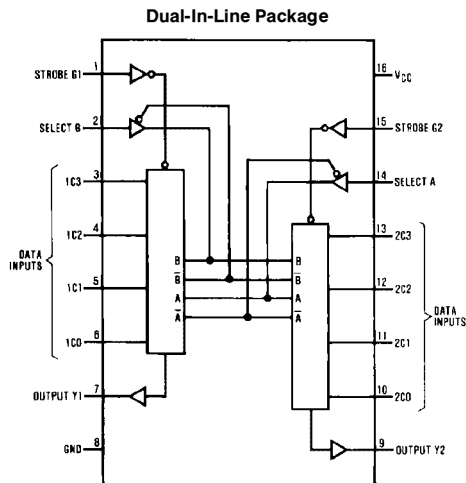 Dual-In-Line Package
STROBE G1
1
16
VCC
SELECT B
2
15
STROBE G2
14
SELECT A
1C3
3
13
2C3
1C2
4
12
2C2
DATA
INPUTS
1C1
5
11
2C1
DATA
INPUTS
1C0
6
10
2C0
B
B
A
A
B
B
A
A
OUTPUT Y1
7
9
OUTPUT Y2
GND
8